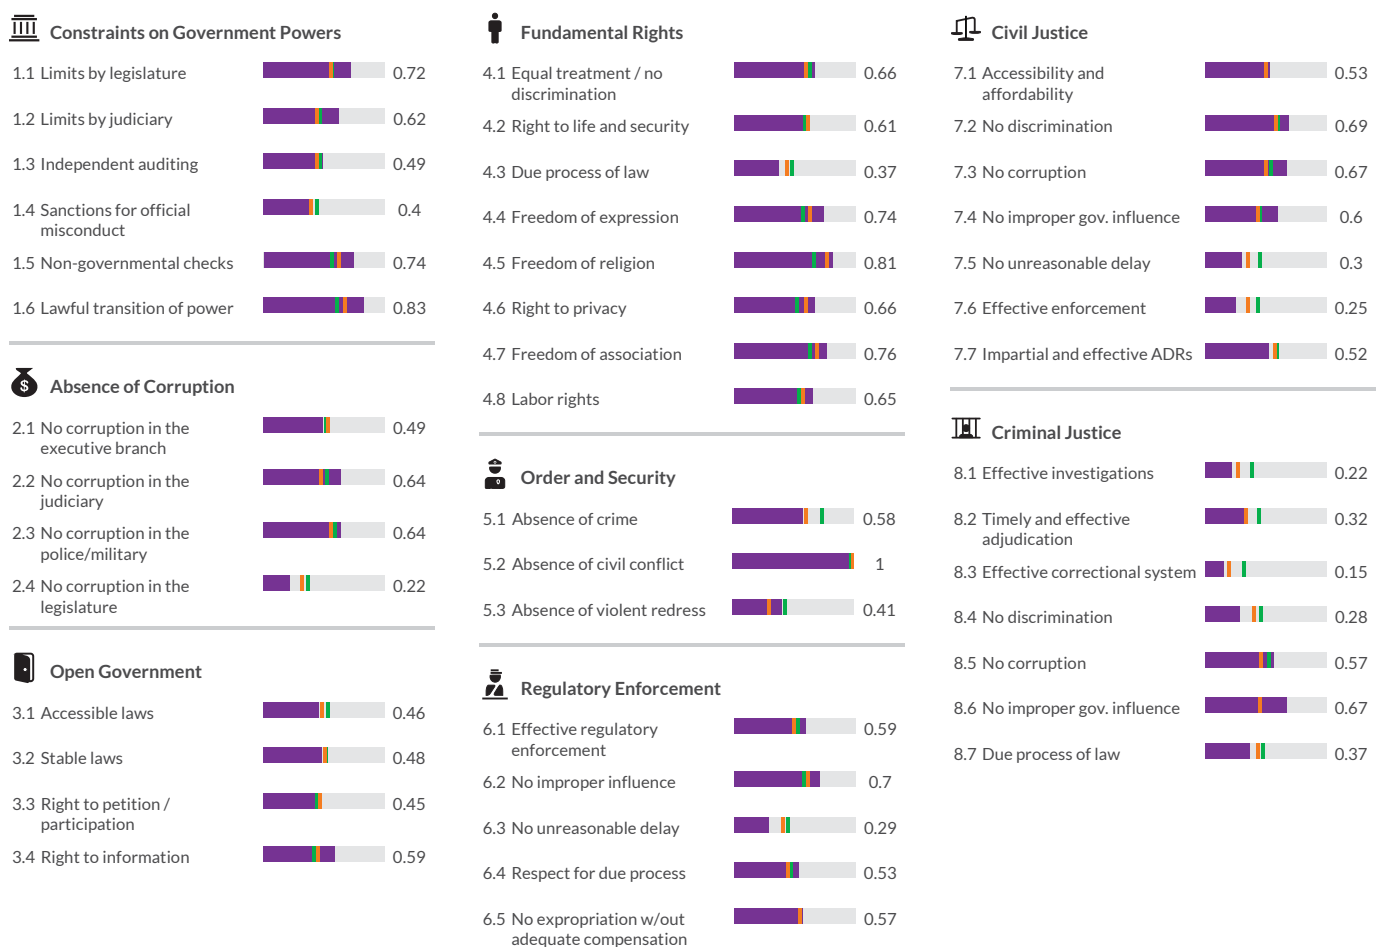 Constraints on Government Powers
1.1 Limits by legislature 0.72
1.2 Limits by judiciary 0.62
1.3 Independent auditing 0.49
1.4 Sanctions for official 0.4
misconduct
1.5 Non-governmental checks 0.74
1.6 Lawful transition of power 0.83
$ Absence of Corruption
2.1 No corruption in the 0.49
executive branch
2.2 No corruption in the 0.64
judiciary
2.3 No corruption in the 0.64
police/military
2.4 No corruption in the 0.22
legislature
Open Government
3.1 Accessible laws 0.46
3.2 Stable laws 0.48
3.3 Right to petition / 0.45
participation
3.4 Right to information 0.59
Fundamental Rights
4.1 Equal treatment / no 0.66
discrimination
4.2 Right to life and security 0.61
4.3 Due process of law 0.37
4.4 Freedom of expression 0.74
4.5 Freedom of religion 0.81
4.6 Right to privacy 0.66
4.7 Freedom of association 0.76
4.8 Labor rights 0.65
Order and Security
5.1 Absence of crime 0.58
5.2 Absence of civil conflict 1
5.3 Absence of violent redress 0.41
Regulatory Enforcement
6.1 Effective regulatory 0.59
enforcement
6.2 No improper influence 0.7
6.3 No unreasonable delay 0.29
6.4 Respect for due process 0.53
6.5 No expropriation w/out 0.57
adequate compensation
Civil Justice
7.1 Accessibility and 0.53
affordability
7.2 No discrimination 0.69
7.3 No corruption 0.67
7.4 No improper gov. influence 0.6
7.5 No unreasonable delay 0.3
7.6 Effective enforcement 0.25
7.7 Impartial and effective ADRs 0.52
Criminal Justice
8.1 Effective investigations 0.22
8.2 Timely and effective 0.32
adjudication
8.3 Effective correctional system 0.15
8.4 No discrimination 0.28
8.5 No corruption 0.57
8.6 No improper gov. influence 0.67
8.7 Due process of law 0.37